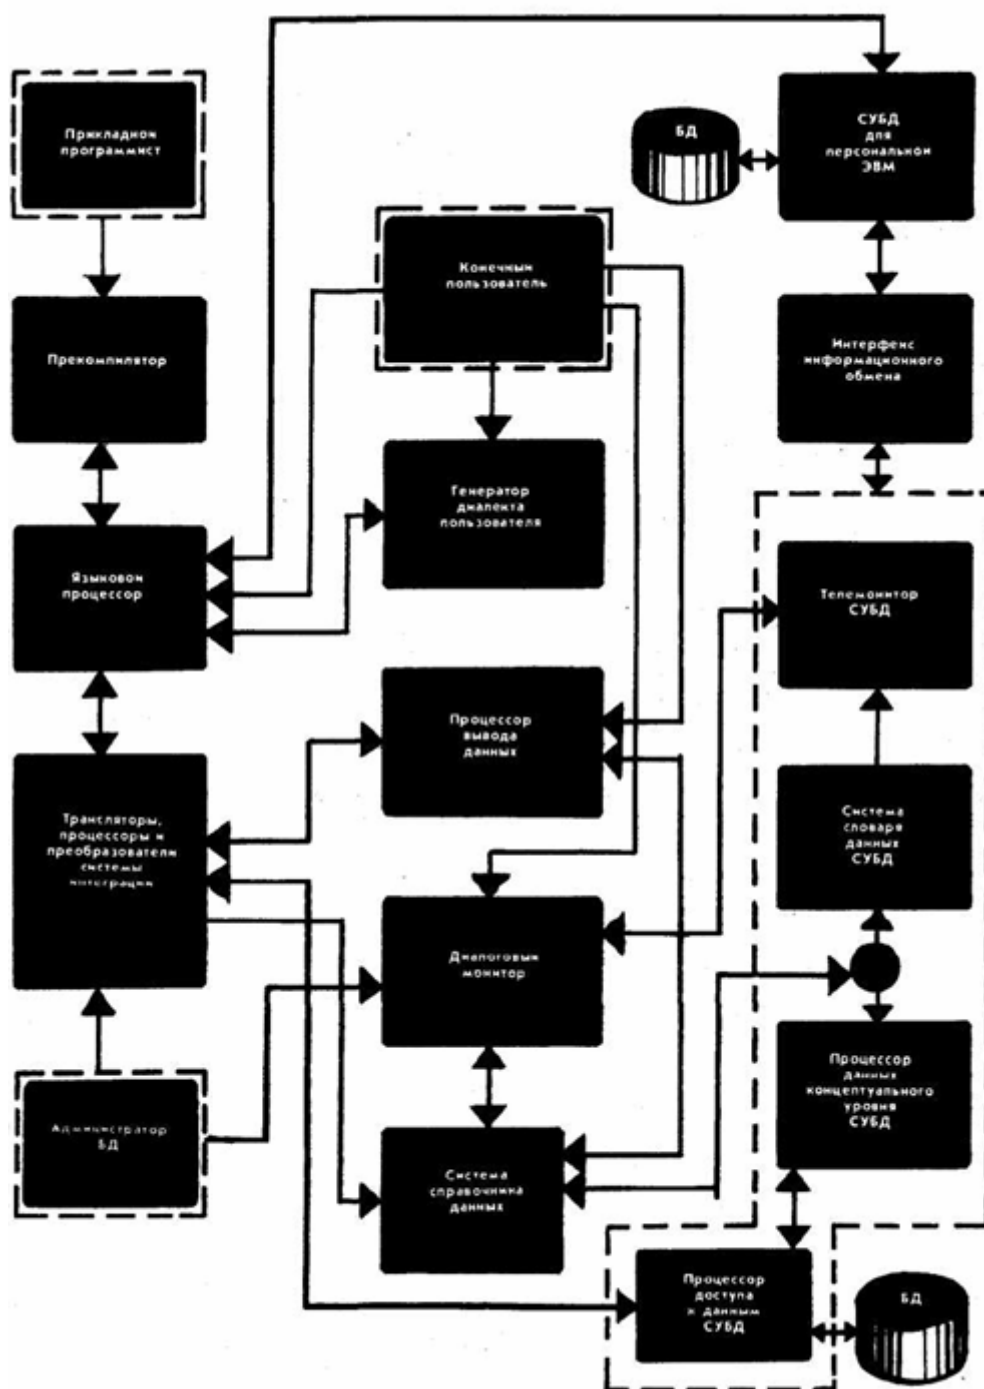 Прикладной
программист
БД
СУБД
для
персональной
ЭВМ
Конечный
пользователь
Прекомпилятор
Интерфейс
информационного
обмена
Генератор
диалекта
пользователя
Языковой
процессор
Телемонитор
СУБД
Процессор
вывода
данных
Трансляторы,
процессоры и
преобразователи
системы
интеграции
Система
словаря
данных
СУБД
Диалоговый
монитор
Процессор
данных
концептуального
уровня
СУБД
Администратор
БД
Система
справочника
данных
Процессор
доступа
к данным
СУБД
БД